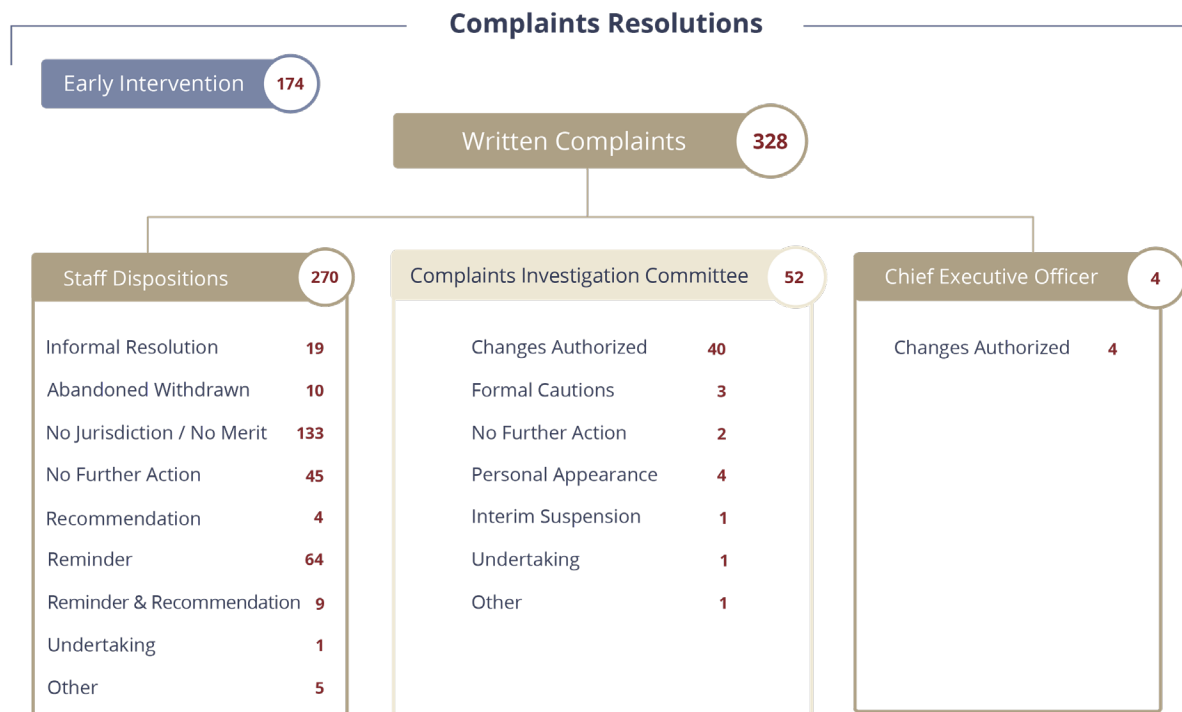 Complaints Resolutions
Early Intervention 174
Written Complaints 328
Staff Dispositions 270
Informal Resolution 19
Abandoned Withdrawn 10
No Jurisdiction / No Merit 133
No Further Action 45
Recommendation 4
Reminder 64
Reminder & Recommendation 9
Undertaking 1
Other 5
Complaints Investigation Committee 52
Changes Authorized 40
Formal Cautions 3
No Further Action 2
Personal Appearance 4
Interim Suspension 1
Undertaking 1
Other 1
Chief Executive Officer 4
Changes Authorized 4